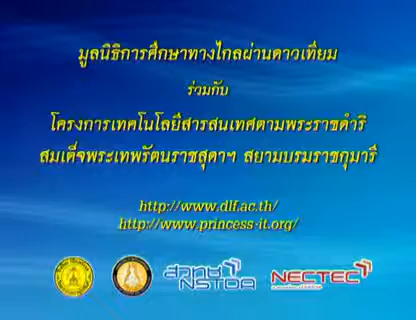 มูลนิธิการศึกษาทางไกลผ่านดาวเทียม
ร่วมกับ
โครงการเทคโนโลยีสารสนเทศตามพระราชดำริ
สมเด็จพระเทพรัตนราชสุดาฯ สยามบรมราชกุมารี
http://www.dlf.ac.th/
http://www.princess-it.org/
สวทช
NSTDA
NECTEC